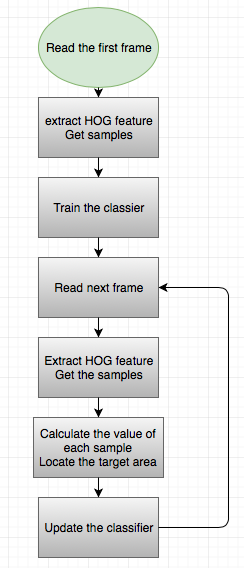 Read the first frame
extract HOG feature
Get samples
Train the classier
Read next frame
Extract HOG feature
Get the samples
Calculate the value of
each sample
Locate the target area
Update the classifier